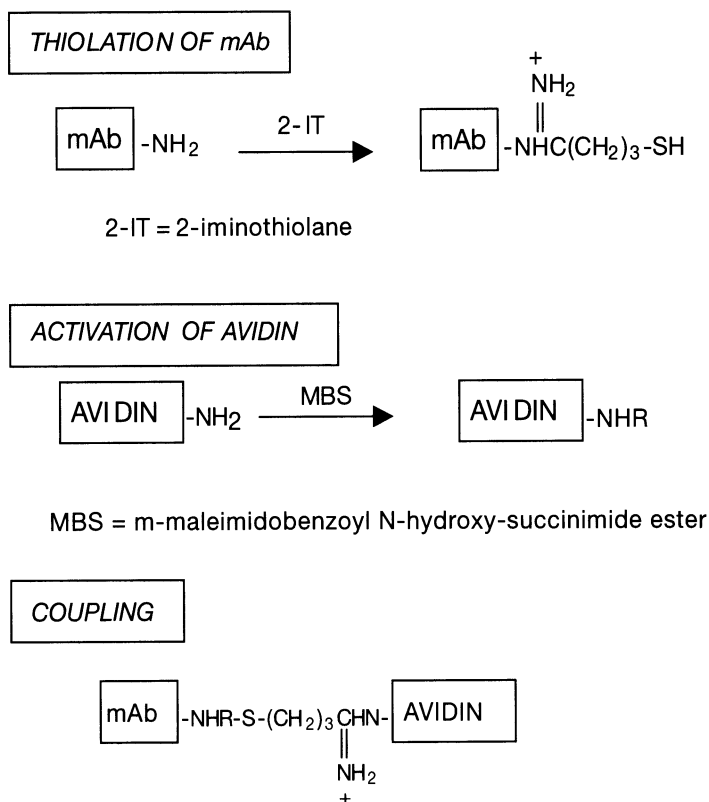 THIOLATION OF mAb
+
NH2
||
mAb -NH2 2-IT mAb -NHC(CH2)3-SH
2-IT = 2-iminothiolane
ACTIVATION OF AVIDIN
AVIDIN -NH2 MBS AVIDIN -NHR
MBS = m-maleimidobenzoyl N-hydroxy-succinimide ester
COUPLING
mAb -NHR-S-(CH2)3CHN- AVIDIN
||
NH2
+